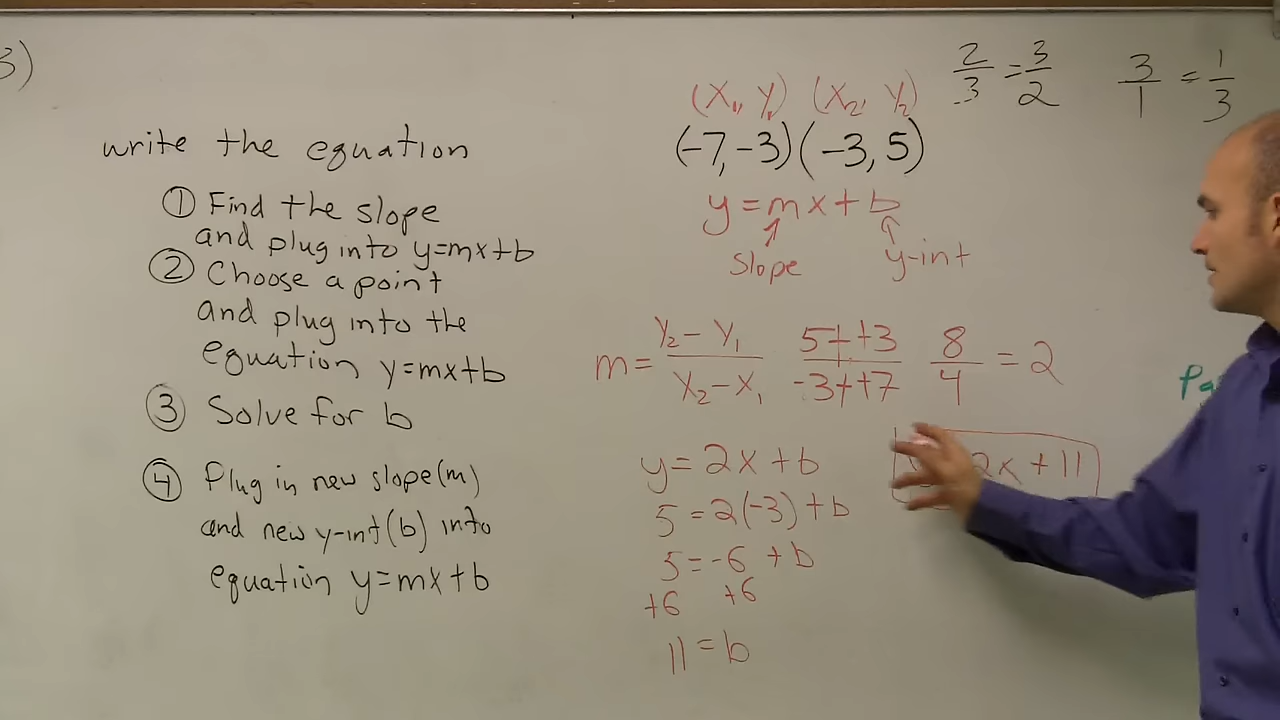 3)
write the equation
① Find the slope
and plug into y=mx+b
② Choose a point
and plug into the
equation y=mx+b
③ Solve for b
④ Plug in new slope(m)
and new y-int(b) into
equation y=mx+b
(X₁, Y₁) (X₂, Y₂)
(-7, -3) (-3, 5)
y = mx + b
Slope y-int
m = Y₂ - Y₁ / X₂ - X₁ 5++3 / -3++7 8/4 = 2
y = 2x + b
5 = 2(-3) + b
5 = -6 + b
+6 +6
11 = b
2x + 11
2/3 = 3/2 3/1 = 1/3